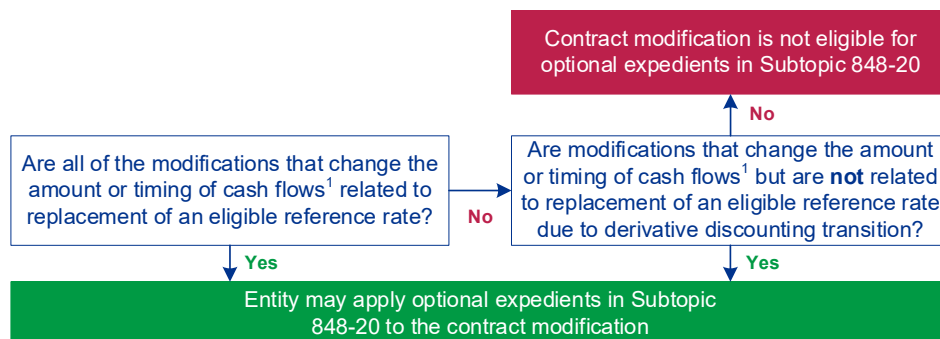 Contract modification is not eligible for
optional expedients in Subtopic 848-20
No
Are all of the modifications that change the
amount or timing of cash flows¹ related to
replacement of an eligible reference rate?
No
Are modifications that change the amount
or timing of cash flows¹ but are not related
to replacement of an eligible reference rate
due to derivative discounting transition?
Yes
Yes
Entity may apply optional expedients in Subtopic
848-20 to the contract modification